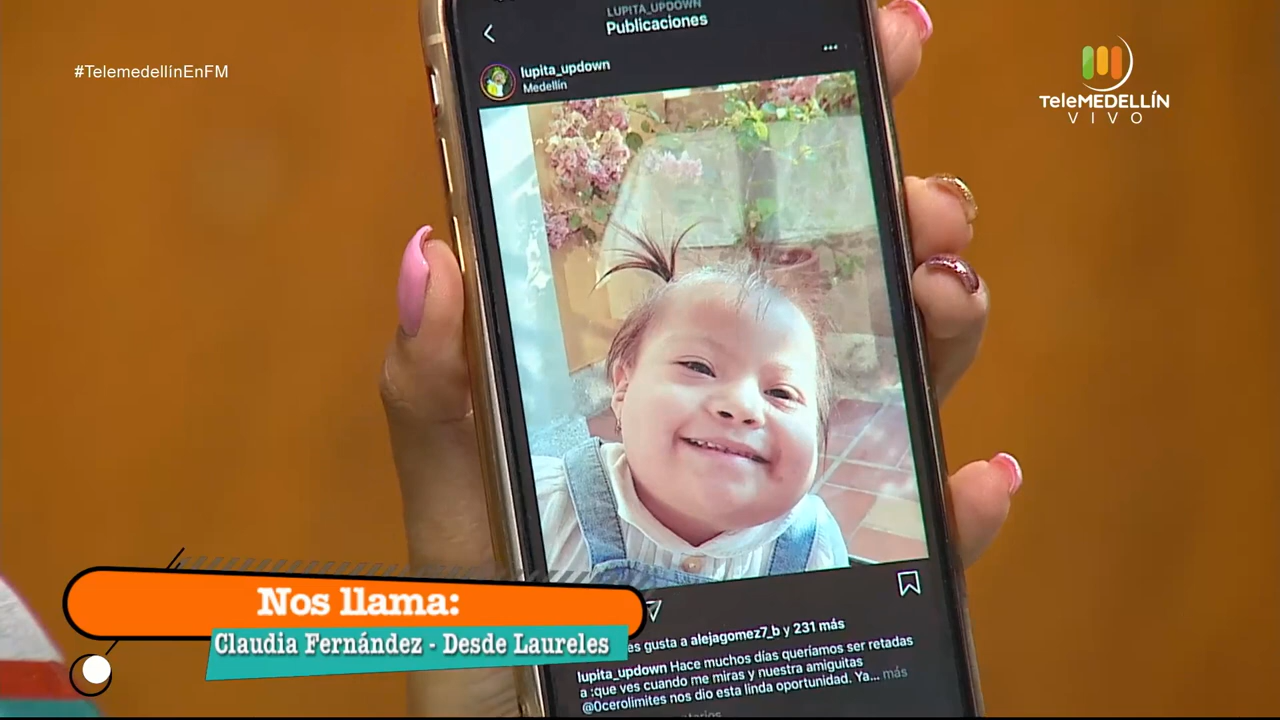 LUPITA_UPDOWN
Publicaciones
#TelemedellínEnFM
TeleMEDELLÍN
VIVO
lupita_updown
Medellín
es gusta a alejagomez7_b y 231 más
lupita_updown Hace muchos días queríamos ser retadas
a :que ves cuando me miras y nuestra amiguitas
@0cerolimites nos dio esta linda oportunidad. Ya... más
Nos llama:
Claudia Fernández - Desde Laureles